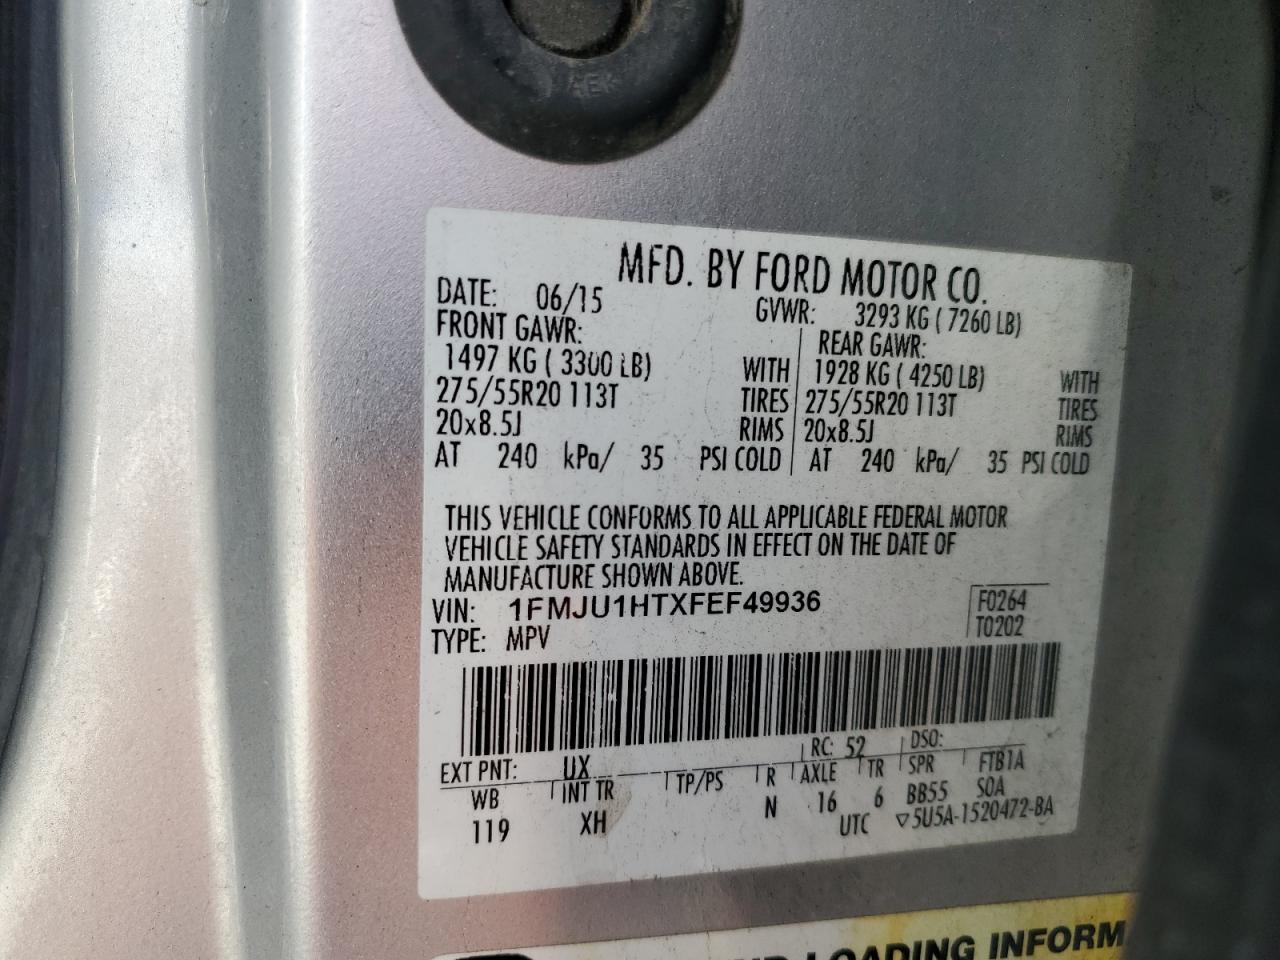 AEK
MFD. BY FORD MOTOR CO.
DATE: 06/15 GVWR: 3293 KG ( 7260 LB)
FRONT GAWR: REAR GAWR:
1497 KG ( 3300 LB) WITH 1928 KG ( 4250 LB) WITH
275/55R20 113T TIRES 275/55R20 113T TIRES
20x8.5J RIMS 20x8.5J RIMS
AT 240 kPa/ 35 PSI COLD AT 240 kPa/ 35 PSI COLD
THIS VEHICLE CONFORMS TO ALL APPLICABLE FEDERAL MOTOR
VEHICLE SAFETY STANDARDS IN EFFECT ON THE DATE OF
MANUFACTURE SHOWN ABOVE.
VIN: 1FMJU1HTXFEF49936 F0264
TYPE: MPV T0202
EXT PNT: UX RC: 52 DSO:
WB INT TR TP/PS R AXLE TR SPR FTB1A
119 XH N 16 6 BB55 SOA
UTC ▽5U5A-1520472-BA
LOADING INFORM